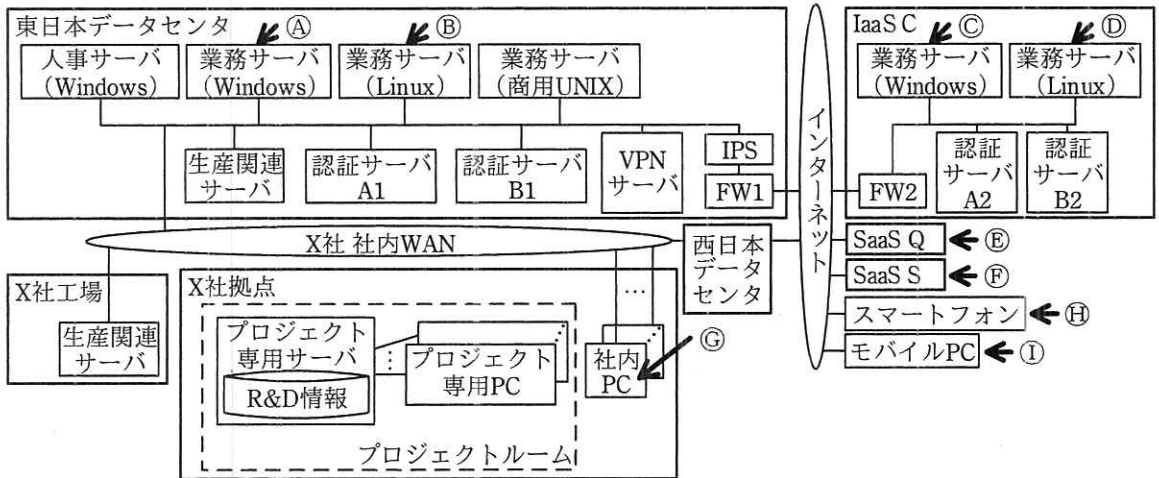 東日本データセンタ
Ⓐ
Ⓑ
人事サーバ
(Windows)
業務サーバ
(Windows)
業務サーバ
(Linux)
業務サーバ
(商用UNIX)
生産関連
サーバ
認証サーバ
A1
認証サーバ
B1
VPN
サーバ
IPS
FW1
インターネット
IaaS C
Ⓒ
Ⓓ
業務サーバ
(Windows)
業務サーバ
(Linux)
FW2
認証
サーバ
A2
認証
サーバ
B2
X社 社内WAN
西日本
データ
センタ
SaaS Q
Ⓔ
SaaS S
Ⓕ
スマートフォン
Ⓗ
モバイルPC
Ⓘ
X社工場
生産関連
サーバ
X社拠点
プロジェクト
専用サーバ
R&D情報
プロジェクト
専用PC
プロジェクトルーム
社内
PC
Ⓖ